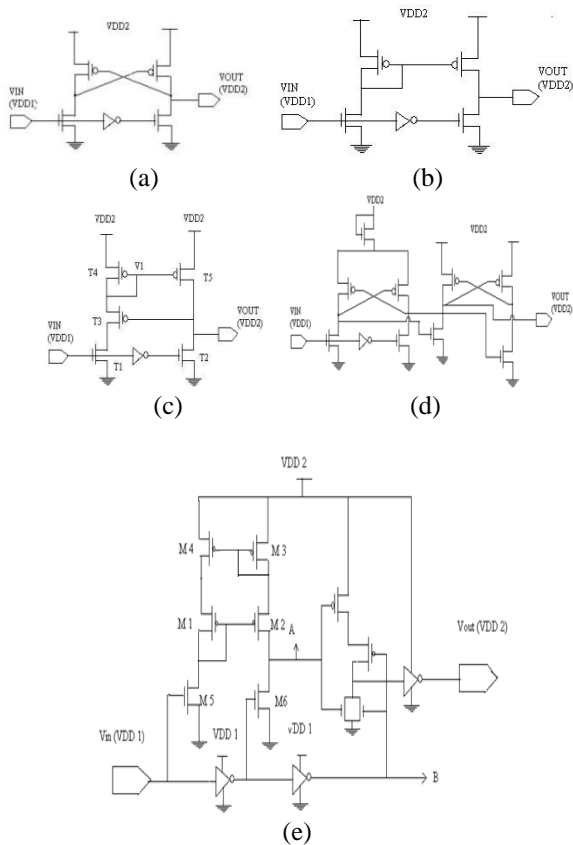 VDD2
VIN
(VDD1)
VOUT
(VDD2)
(a)
VDD2
VIN
(VDD1)
VOUT
(VDD2)
(b)
VDD2
VDD2
T4
V1
T5
T3
VIN
(VDD1)
VOUT
(VDD2)
T1
T2
(c)
VDD2
VDD2
VIN
(VDD1)
VOUT
(VDD2)
(d)
VDD 2
M 4
M 3
M 1
M 2
A
Vout (VDD 2)
M 5
M6
Vin (VDD 1)
VDD 1
vDD 1
B
(e)